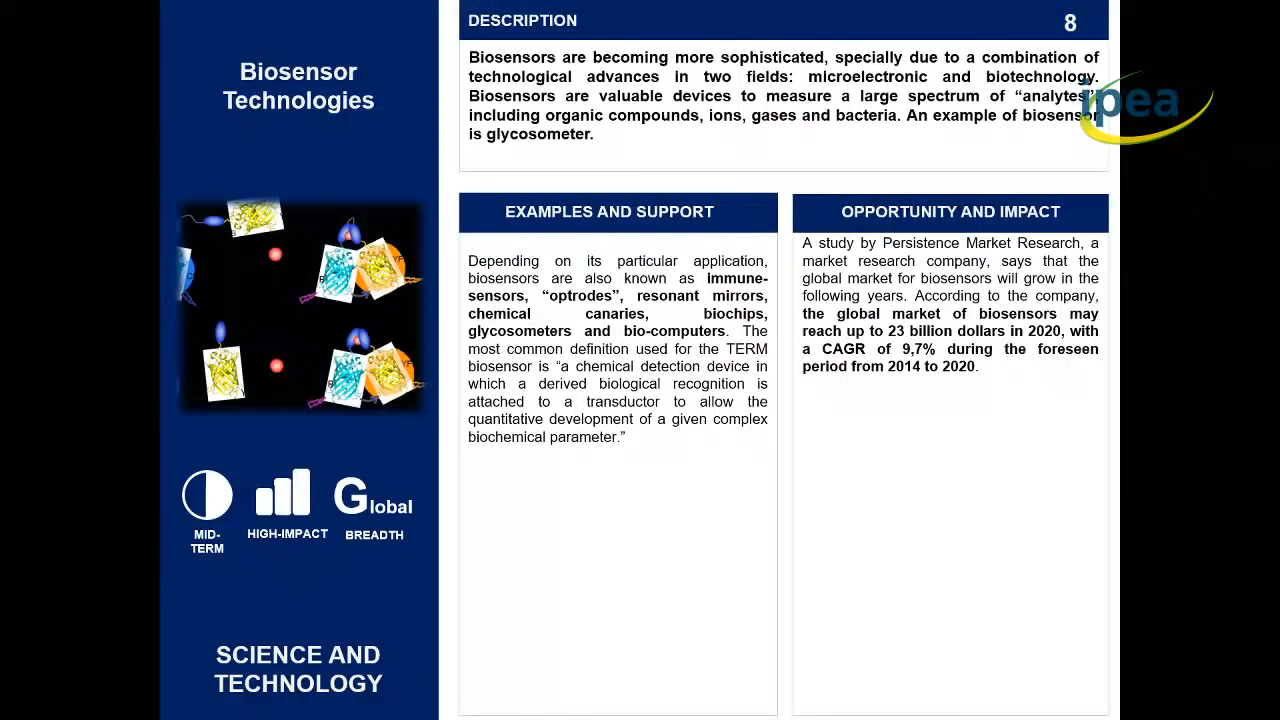 Biosensor
Technologies
MID-
TERM
HIGH-IMPACT
Global
BREADTH
SCIENCE AND
TECHNOLOGY
DESCRIPTION
8
Biosensors are becoming more sophisticated, specially due to a combination of
technological advances in two fields: microelectronic and biotechnology.
Biosensors are valuable devices to measure a large spectrum of “analytes”,
including organic compounds, ions, gases and bacteria. An example of biosensor
is glycosometer.
ipea
EXAMPLES AND SUPPORT
Depending on its particular application,
biosensors are also known as immune-
sensors, “optrodes”, resonant mirrors,
chemical canaries, biochips,
glycosometers and bio-computers. The
most common definition used for the TERM
biosensor is “a chemical detection device in
which a derived biological recognition is
attached to a transductor to allow the
quantitative development of a given complex
biochemical parameter.”
OPPORTUNITY AND IMPACT
A study by Persistence Market Research, a
market research company, says that the
global market for biosensors will grow in the
following years. According to the company,
the global market of biosensors may
reach up to 23 billion dollars in 2020, with
a CAGR of 9,7% during the foreseen
period from 2014 to 2020.